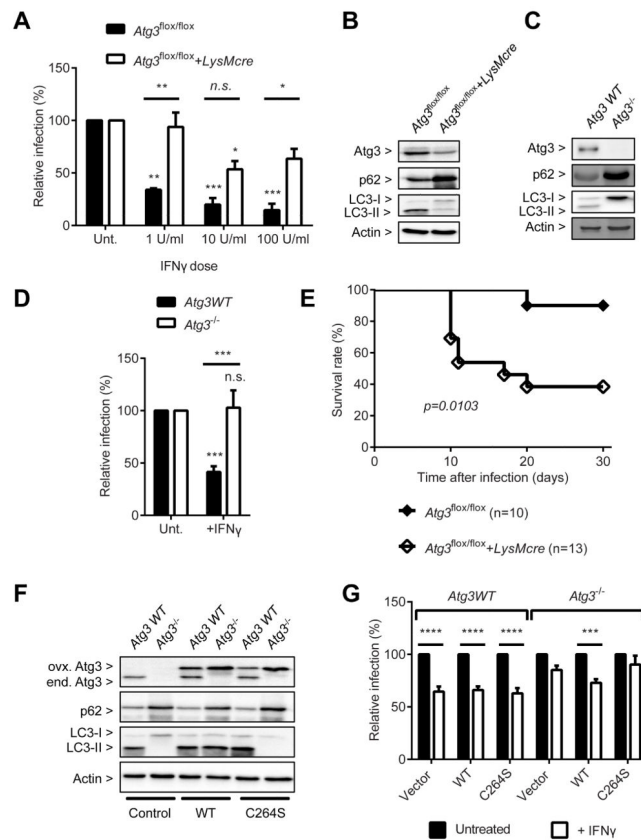 A
Atg3flox/flox
Atg3flox/flox+LysMcre
Relative infection (%)
150
100
50
0
**
n.s.
*
**
***
*
***
Unt.
1 U/ml
10 U/ml
100 U/ml
IFNγ dose
B
Atg3flox/flox
Atg3flox/flox+LysMcre
Atg3 >
p62 >
LC3-I >
LC3-II >
Actin >
C
Atg3 WT
Atg3-/-
Atg3 >
p62 >
LC3-I >
LC3-II >
Actin >
D
Atg3WT
Atg3-/-
Relative infection (%)
150
100
50
0
***
n.s.
***
Unt.
+IFNγ
E
Survival rate (%)
100
80
60
40
20
0
p=0.0103
0
10
20
30
Time after infection (days)
Atg3flox/flox (n=10)
Atg3flox/flox+LysMcre (n=13)
F
Atg3 WT
Atg3-/-
Atg3 WT
Atg3-/-
Atg3 WT
Atg3-/-
ovx. Atg3 >
end. Atg3>
p62 >
LC3-I >
LC3-II >
Actin >
Control
WT
C264S
G
Atg3WT
Atg3-/-
Relative infection (%)
150
100
50
0
****
****
****
***
Vector
WT
C264S
Vector
WT
C264S
Untreated
+ IFNγ